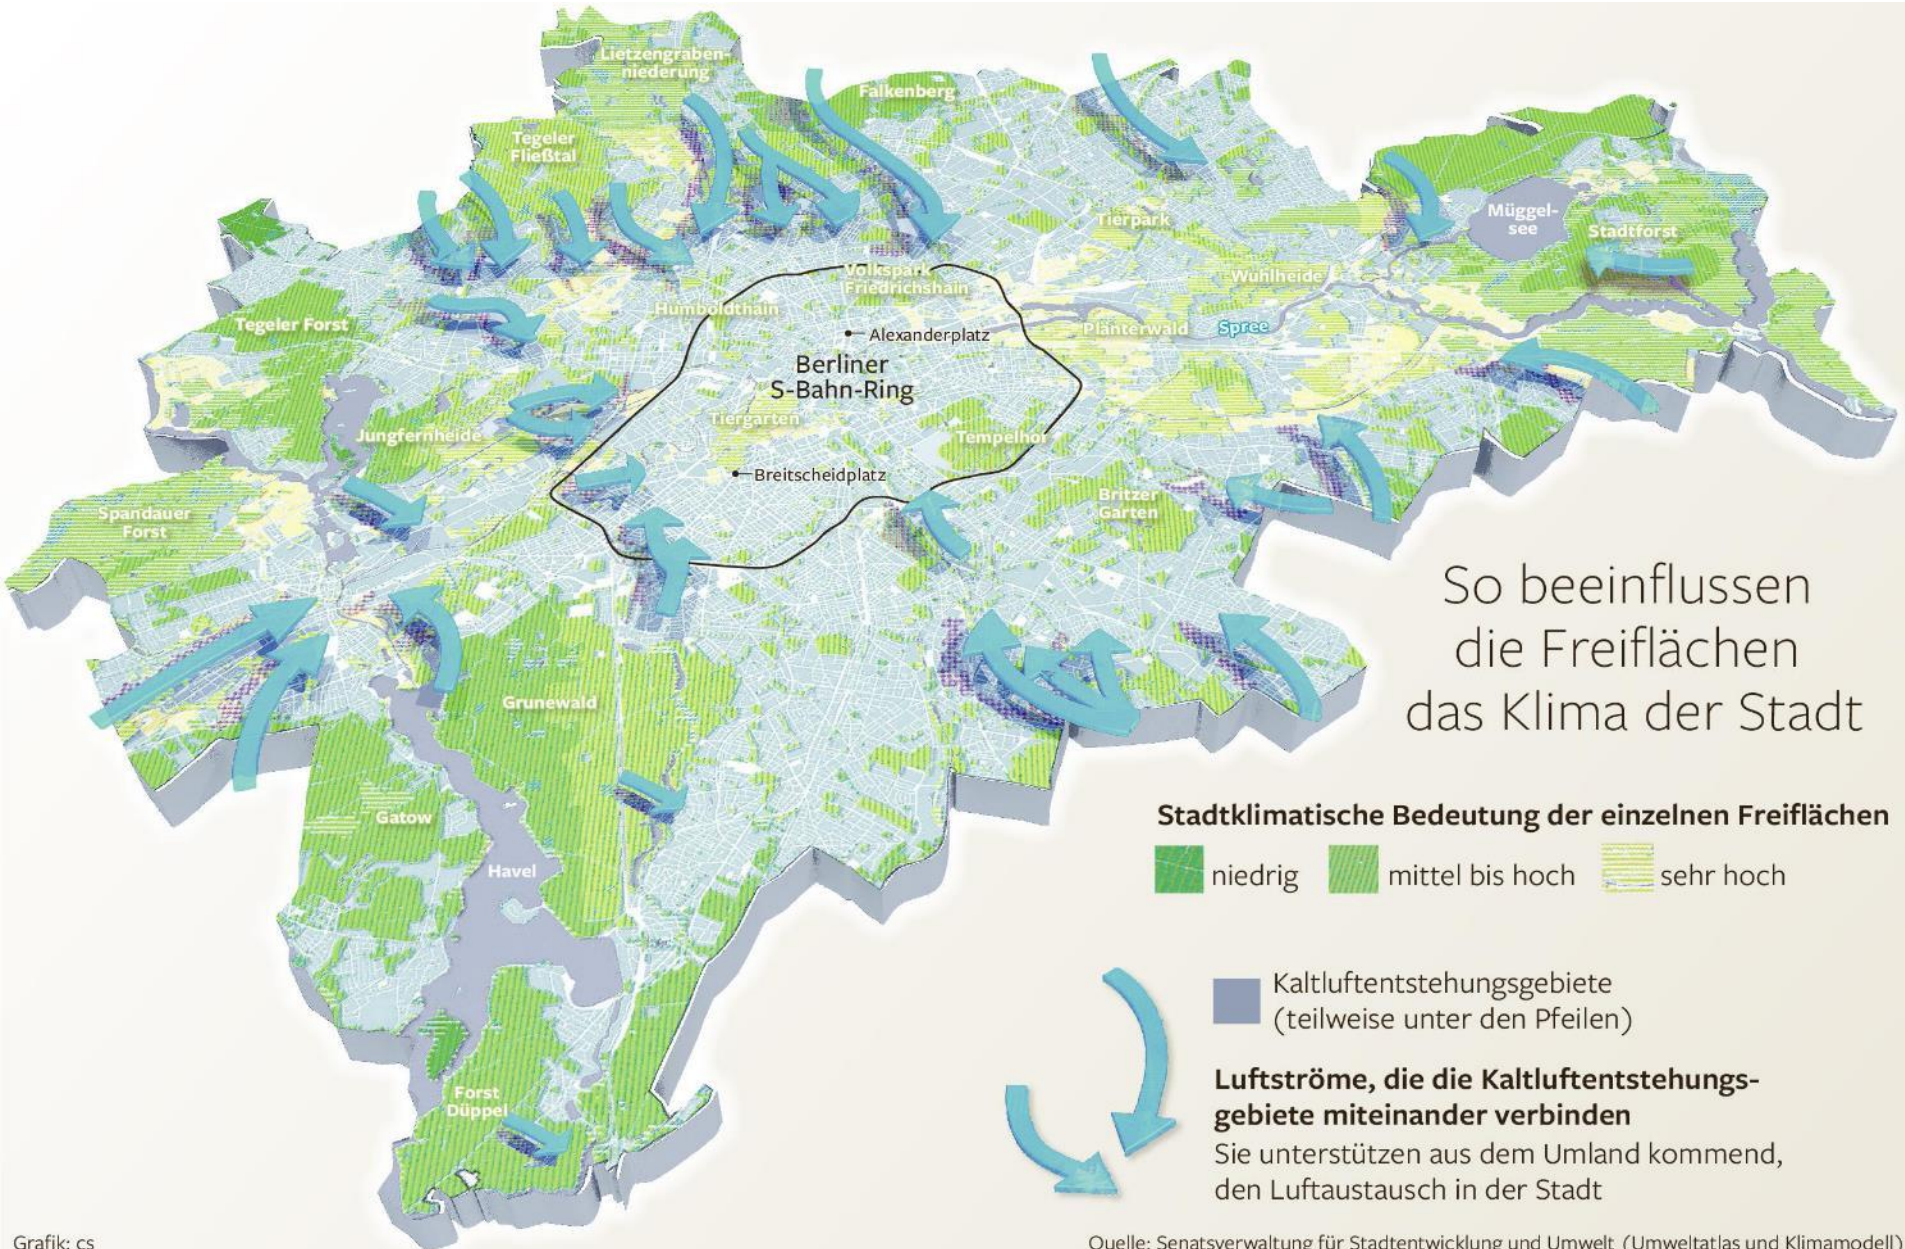 Lietzengraben-
niederung
Falkenberg
Tegeler
Fließtal
Müggel-
see
Stadtforst
Tierpark
Wuhlheide
Volkspark
Friedrichshain
Humboldthain
Tegeler Forst
Plänterwald
Spree
Alexanderplatz
Berliner
S-Bahn-Ring
Tiergarten
Jungfernheide
Tempelhof
Breitscheidplatz
Britzer
Garten
Spandauer
Forst
So beeinflussen
die Freiflächen
das Klima der Stadt
Grunewald
Gatow
Havel
Stadtklimatische Bedeutung der einzelnen Freiflächen
niedrig
mittel bis hoch
sehr hoch
Kaltluftentstehungsgebiete
(teilweise unter den Pfeilen)
Luftströme, die die Kaltluftentstehungs-
gebiete miteinander verbinden
Sie unterstützen aus dem Umland kommend,
den Luftaustausch in der Stadt
Forst
Düppel
Grafik: cs
Quelle: Senatsverwaltung für Stadtentwicklung und Umwelt (Umweltatlas und Klimamodell)